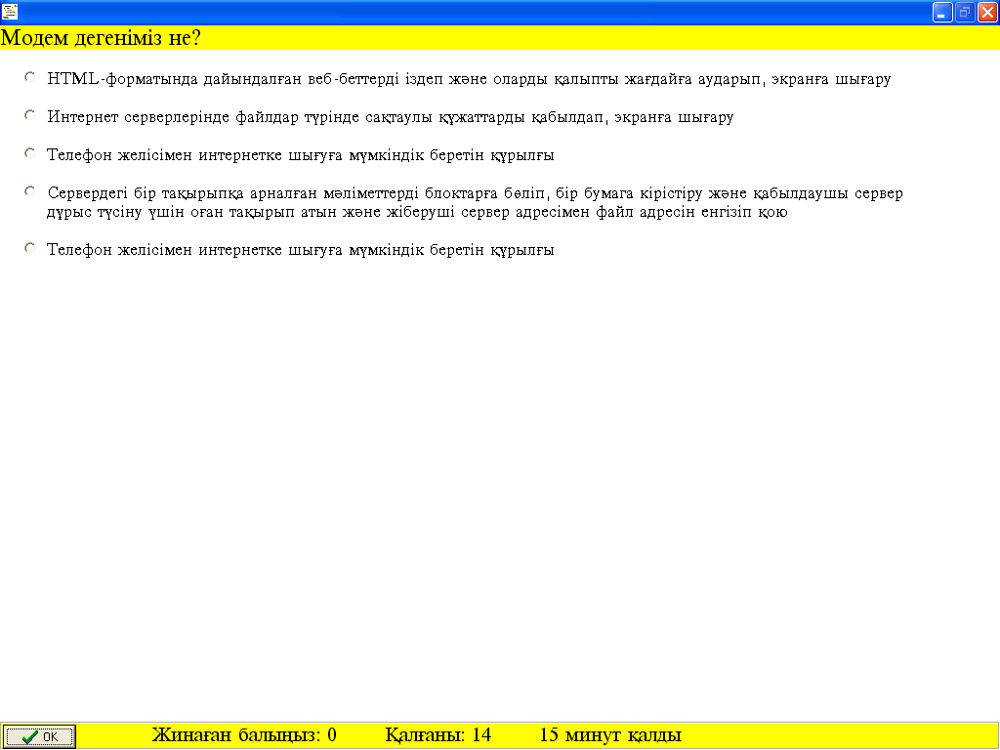 Модем дегеніміз не?
HTML-форматында дайындалған веб-беттерді іздеп және оларды қалыпты жағдайға аударып, экранға шығару
Интернет серверлерінде файлдар түрінде сақтаулы құжаттарды қабылдап, экранға шығару
Телефон желісімен интернетке шығуға мүмкіндік беретін құрылғы
Сервердегі бір тақырыпқа арналған мәліметтерді блоктарға бөліп, бір бумага кірістіру және қабылдаушы сервер
дұрыс түсіну үшін оған тақырып атын және жіберуші сервер адресімен файл адресін енгізіп қою
Телефон желісімен интернетке шығуға мүмкіндік беретін құрылғы
OK Жинаған балыңыз: 0 Қалғаны: 14 15 минут қалды